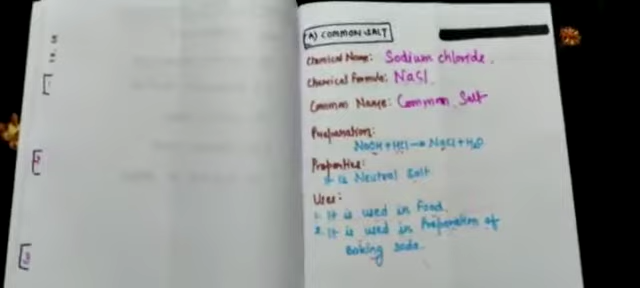 (A) COMMON SALT
Chemical Name: Sodium chloride.
Chemical Formula: NaCl
Common Name: Common Salt
Preparation:
NaOH + HCl → NaCl + H₂O
Properties:
It is Neutral Salt
Uses:
1. It is used in Food.
2. It is used in Preparation of
Baking Soda.